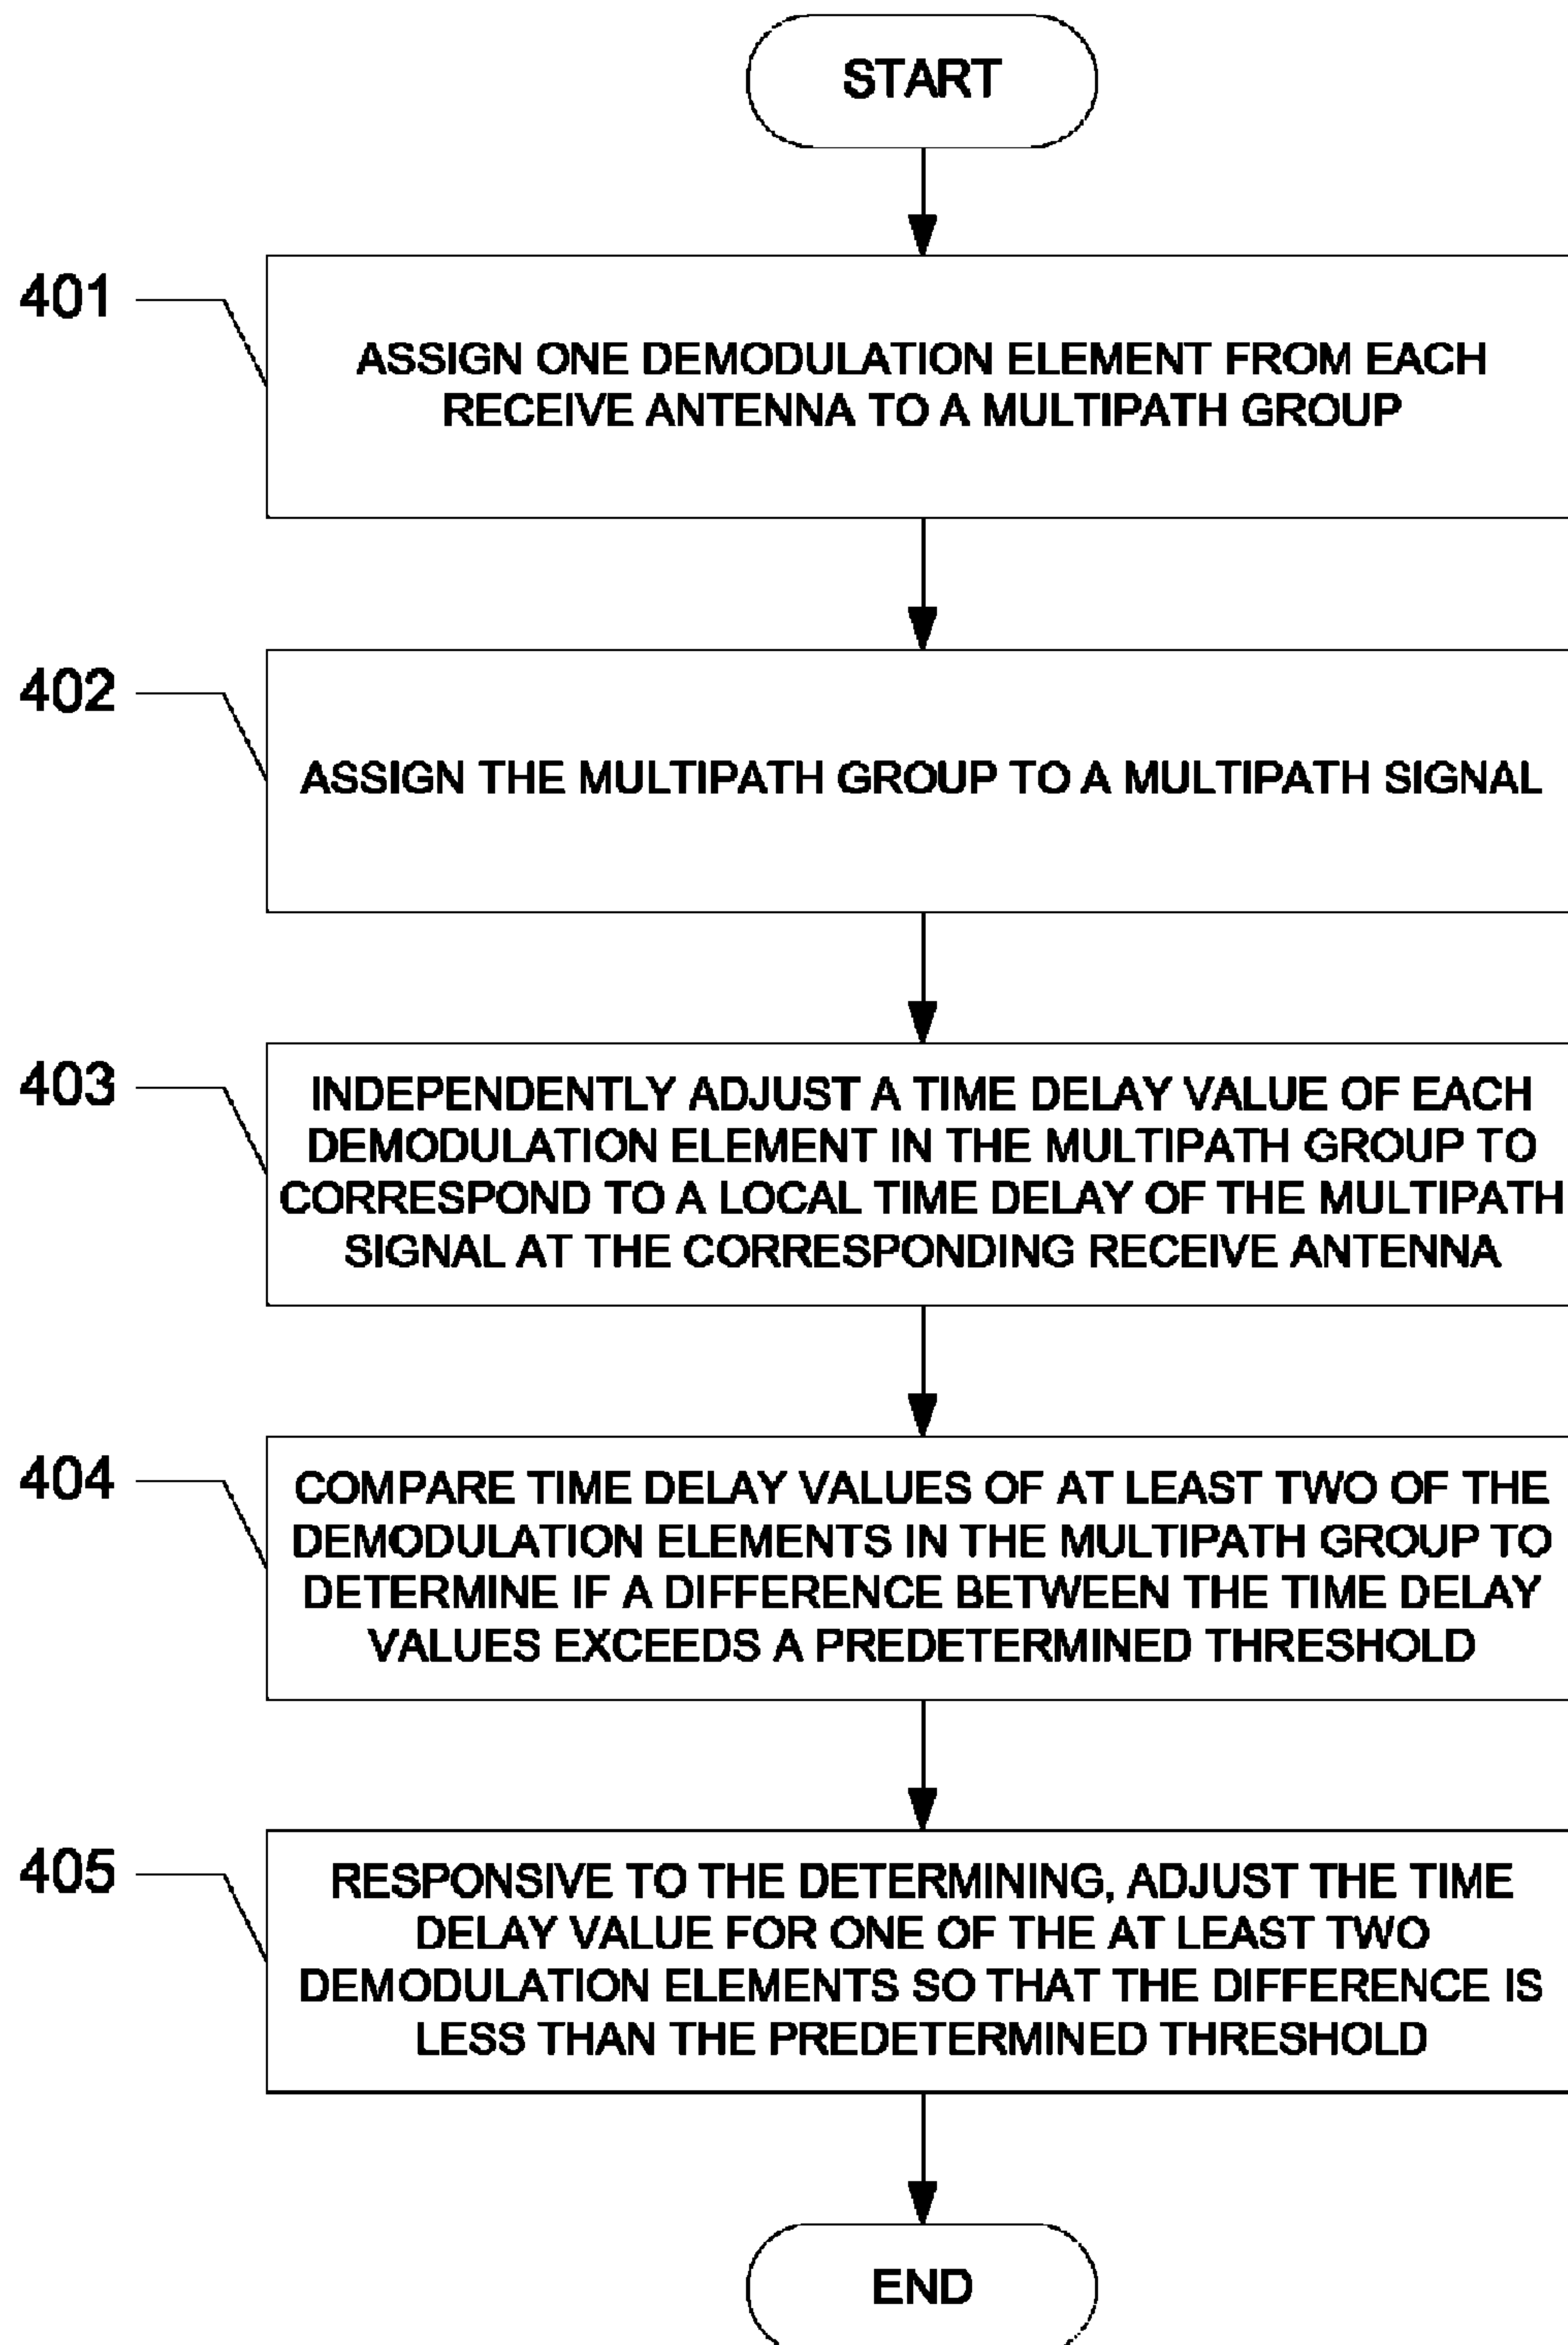 START
401
ASSIGN ONE DEMODULATION ELEMENT FROM EACH
RECEIVE ANTENNA TO A MULTIPATH GROUP
402
ASSIGN THE MULTIPATH GROUP TO A MULTIPATH SIGNAL
403
INDEPENDENTLY ADJUST A TIME DELAY VALUE OF EACH
DEMODULATION ELEMENT IN THE MULTIPATH GROUP TO
CORRESPOND TO A LOCAL TIME DELAY OF THE MULTIPATH
SIGNAL AT THE CORRESPONDING RECEIVE ANTENNA
404
COMPARE TIME DELAY VALUES OF AT LEAST TWO OF THE
DEMODULATION ELEMENTS IN THE MULTIPATH GROUP TO
DETERMINE IF A DIFFERENCE BETWEEN THE TIME DELAY
VALUES EXCEEDS A PREDETERMINED THRESHOLD
405
RESPONSIVE TO THE DETERMINING, ADJUST THE TIME
DELAY VALUE FOR ONE OF THE AT LEAST TWO
DEMODULATION ELEMENTS SO THAT THE DIFFERENCE IS
LESS THAN THE PREDETERMINED THRESHOLD
END